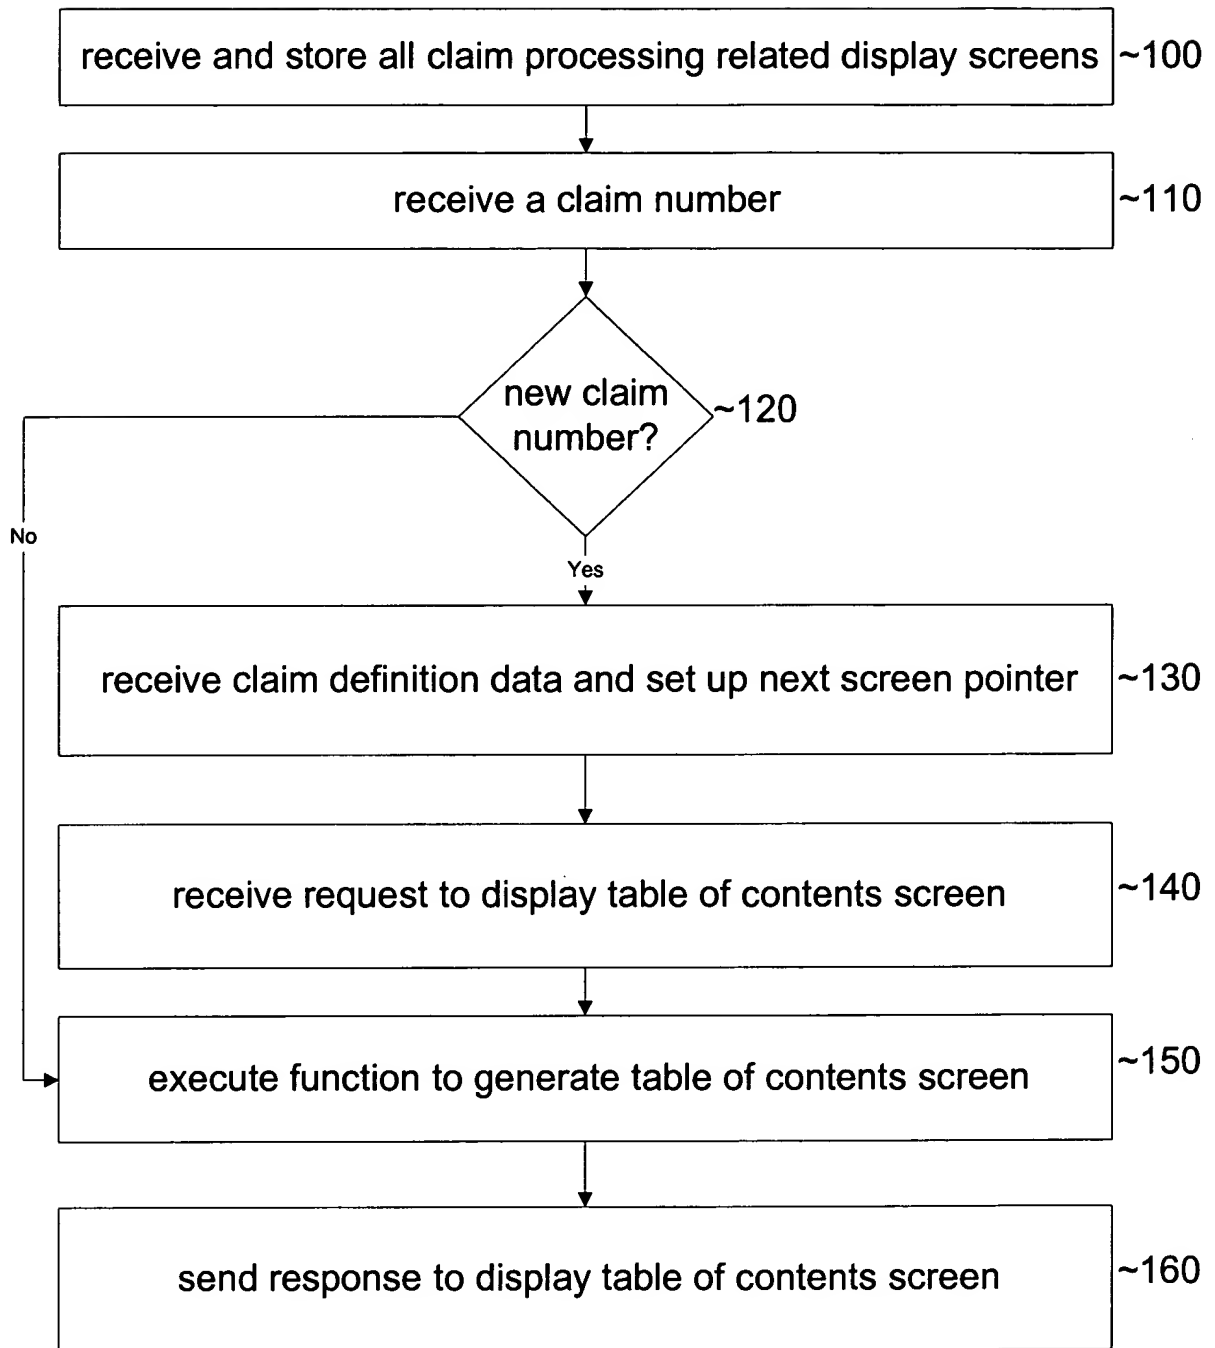 receive and store all claim processing related display screens ~100
receive a claim number ~110
new claim
number?
~120
No
Yes
receive claim definition data and set up next screen pointer ~130
receive request to display table of contents screen ~140
execute function to generate table of contents screen ~150
send response to display table of contents screen ~160